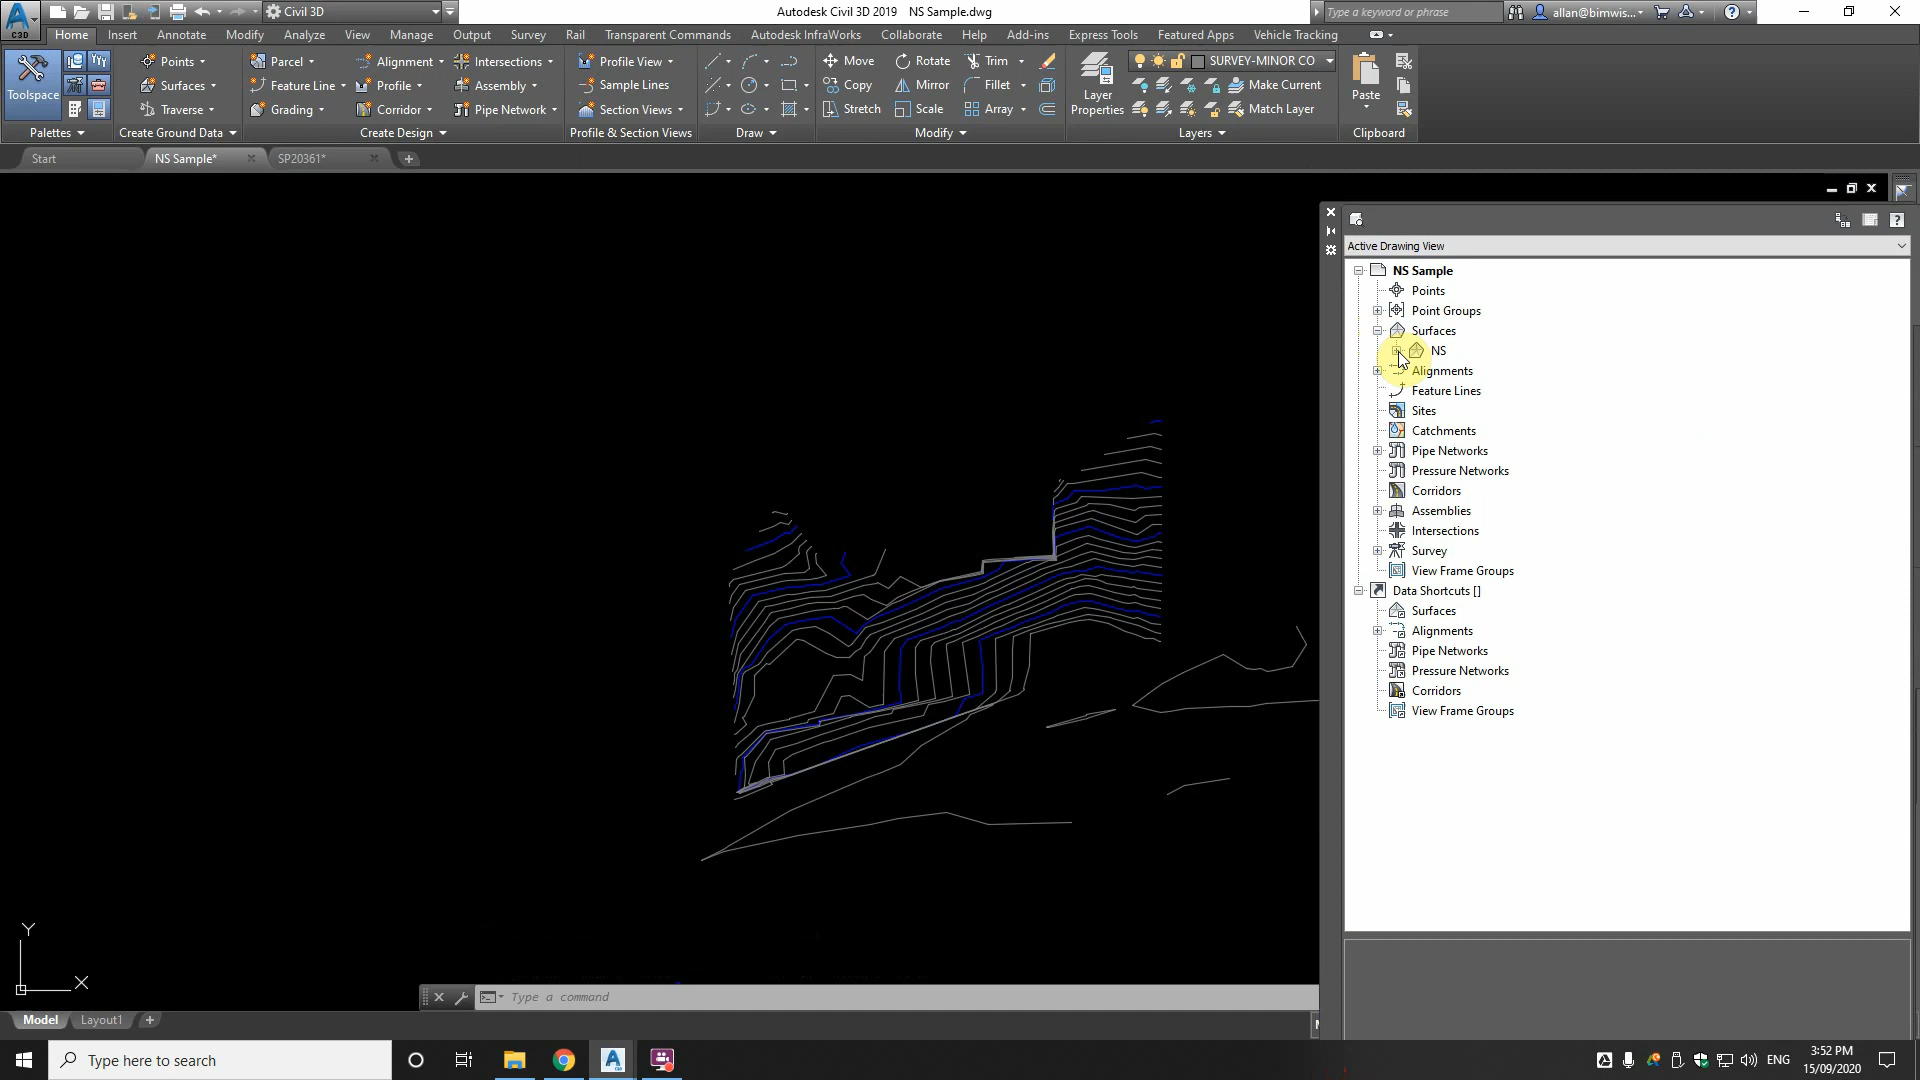 Civil 3D
Autodesk Civil 3D 2019 NS Sample.dwg
Type a keyword or phrase
allan@bimwis...
C3D
Home Insert Annotate Modify Analyze View Manage Output Survey Rail Transparent Commands Autodesk InfraWorks Collaborate Help Add-ins Express Tools Featured Apps Vehicle Tracking
Points Parcel Alignment Intersections Profile View Move Rotate Trim SURVEY-MINOR CO
Toolspace Surfaces Feature Line Profile Assembly Sample Lines Copy Mirror Fillet Layer Properties Make Current Paste
Traverse Grading Corridor Pipe Network Section Views Stretch Scale Array Match Layer
Palettes Create Ground Data Create Design Profile & Section Views Draw Modify Layers Clipboard
Start NS Sample* SP20361*
Active Drawing View
NS Sample
Points
Point Groups
Surfaces
NS
Alignments
Feature Lines
Sites
Catchments
Pipe Networks
Pressure Networks
Corridors
Assemblies
Intersections
Survey
View Frame Groups
Data Shortcuts []
Surfaces
Alignments
Pipe Networks
Pressure Networks
Corridors
View Frame Groups
Y
X
Type a command
Model Layout1
Type here to search
ENG
3:52 PM
15/09/2020